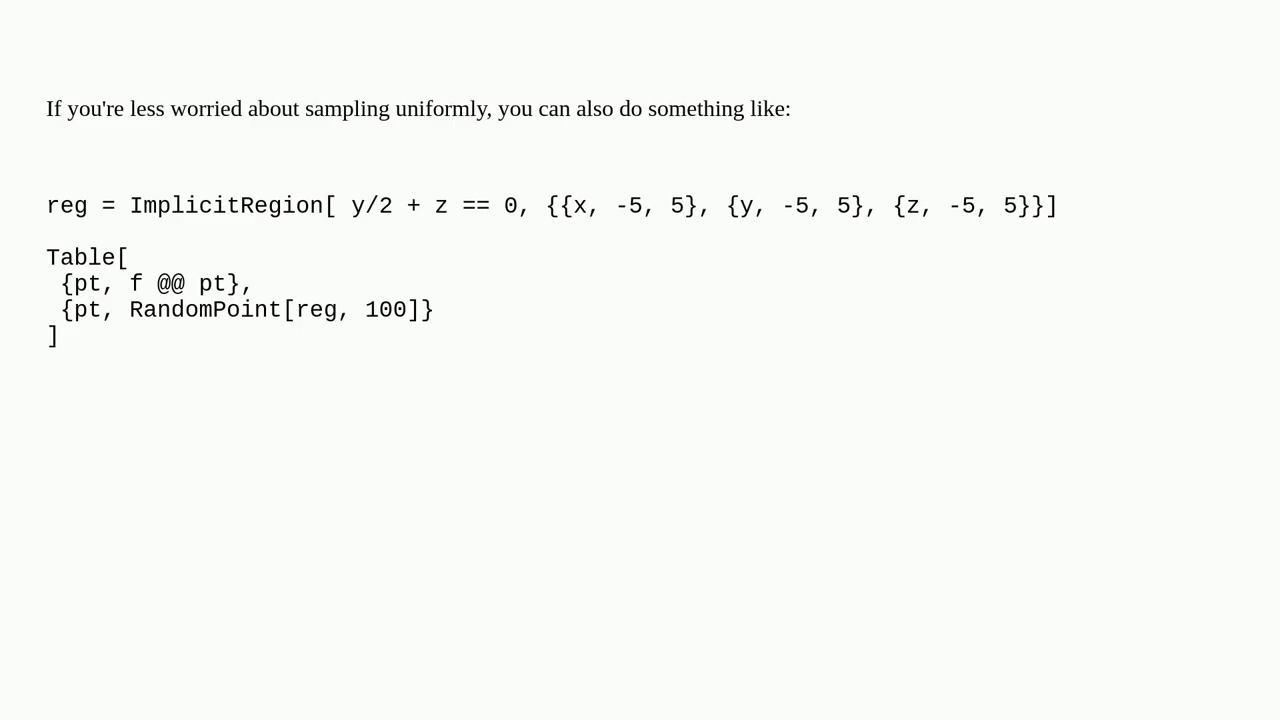 If you're less worried about sampling uniformly, you can also do something like:
reg = ImplicitRegion[ y/2 + z == 0, {{x, -5, 5}, {y, -5, 5}, {z, -5, 5}}]
Table[
 {pt, f @@ pt},
 {pt, RandomPoint[reg, 100]}
]